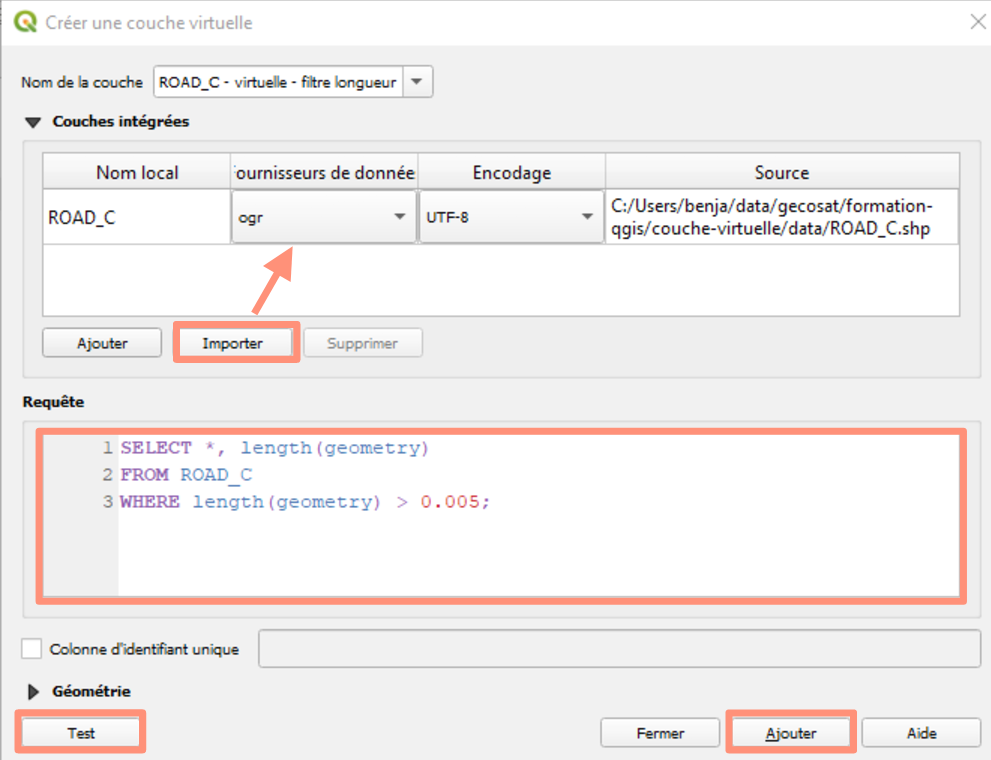 Créer une couche virtuelle
Nom de la couche ROAD_C - virtuelle - filtre longueur
Couches intégrées
Nom local ournisseurs de donnée Encodage Source
ROAD_C ogr UTF-8 C:/Users/benja/data/gecosat/formation-
qgis/couche-virtuelle/data/ROAD_C.shp
Ajouter Importer Supprimer
Requête
1 SELECT *, length(geometry)
2 FROM ROAD_C
3 WHERE length(geometry) > 0.005;
Colonne d'identifiant unique
Géométrie
Test Fermer Ajouter Aide